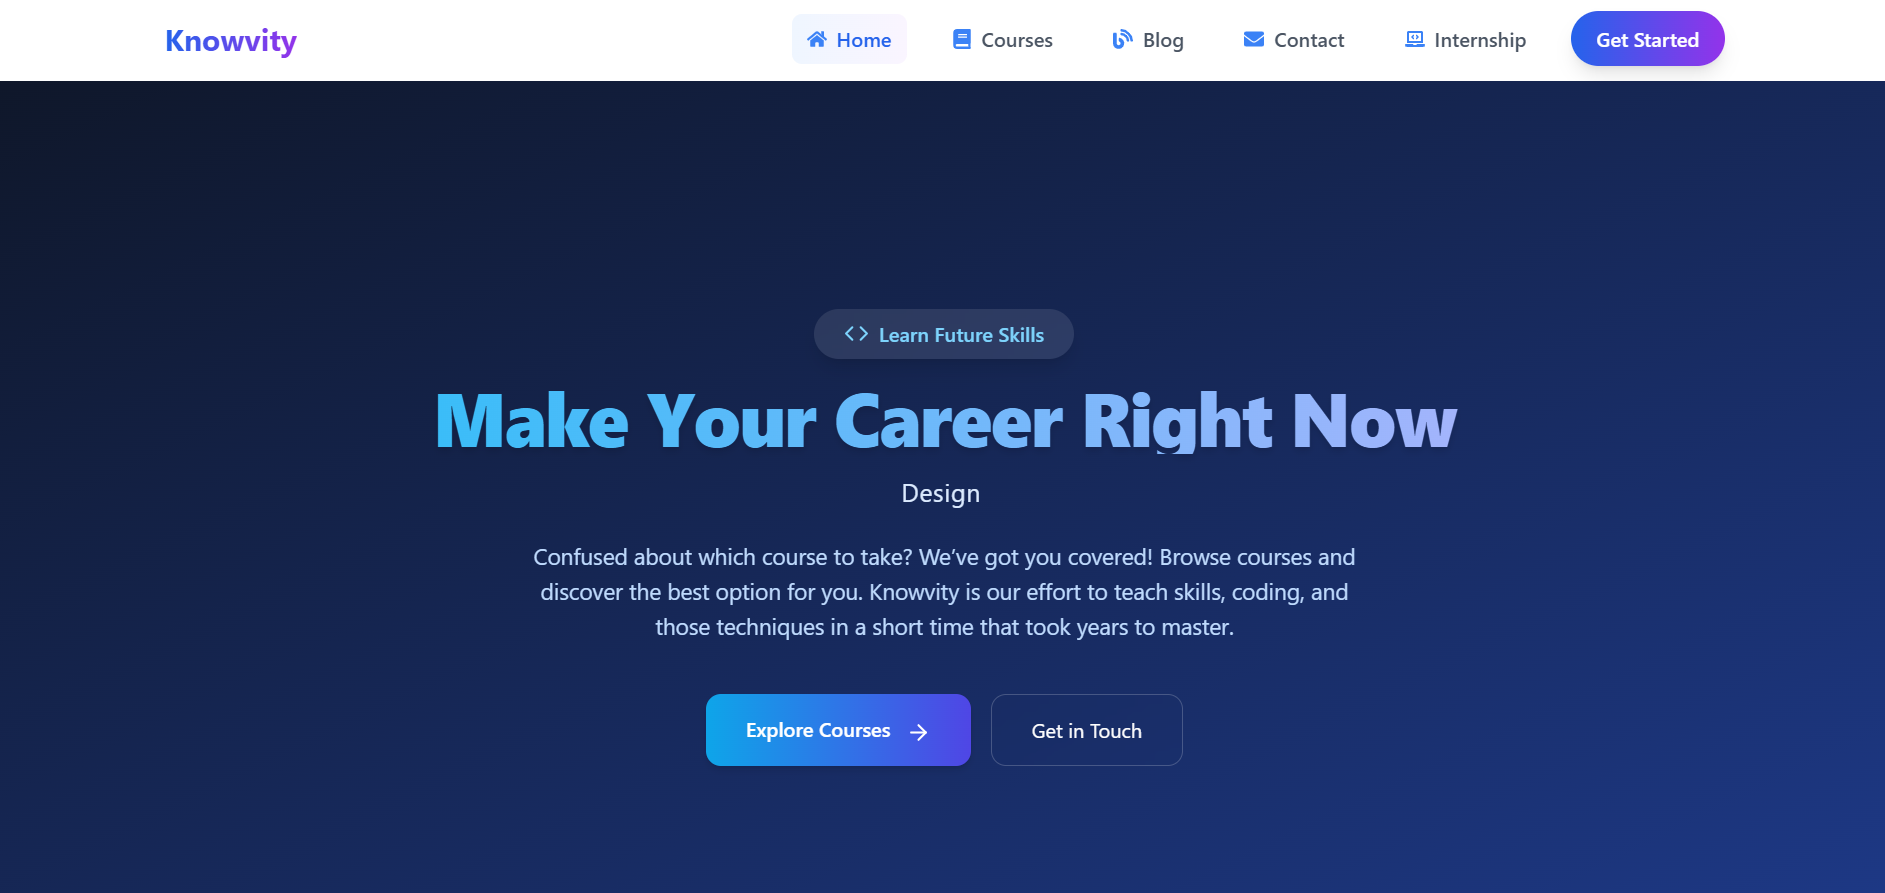 Knowvity
Home
Courses
Blog
Contact
Internship
Get Started
Learn Future Skills
Make Your Career Right Now
Design
Confused about which course to take? We’ve got you covered! Browse courses and
discover the best option for you. Knowvity is our effort to teach skills, coding, and
those techniques in a short time that took years to master.
Explore Courses
Get in Touch